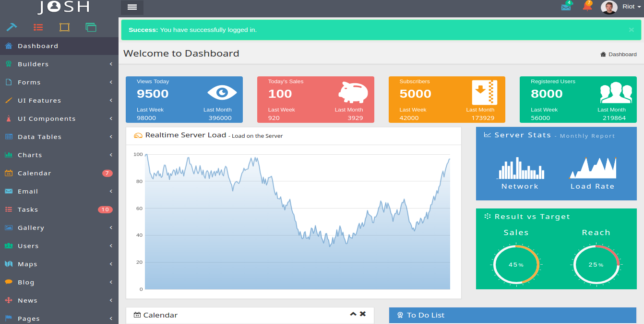 JOSH
4
7
Riot
Dashboard
Builders
Forms
UI Features
UI Components
Data Tables
Charts
Calendar 7
Email
Tasks 10
Gallery
Users
Maps
Blog
News
Pages
Success: You have successfully logged in. ×
Welcome to Dashboard
Dashboard
Views Today
9500
Last Week Last Month
98000 396000
Today's Sales
100
Last Week Last Month
920 3929
Subscribers
5000
Last Week Last Month
42000 173929
Registered Users
8000
Last Week Last Month
56000 219864
Realtime Server Load - Load on the Server
100
80
60
40
20
0
Server Stats - Monthly Report
Network Load Rate
Result vs Target
Sales Reach
45% 25%
Calendar
To Do List